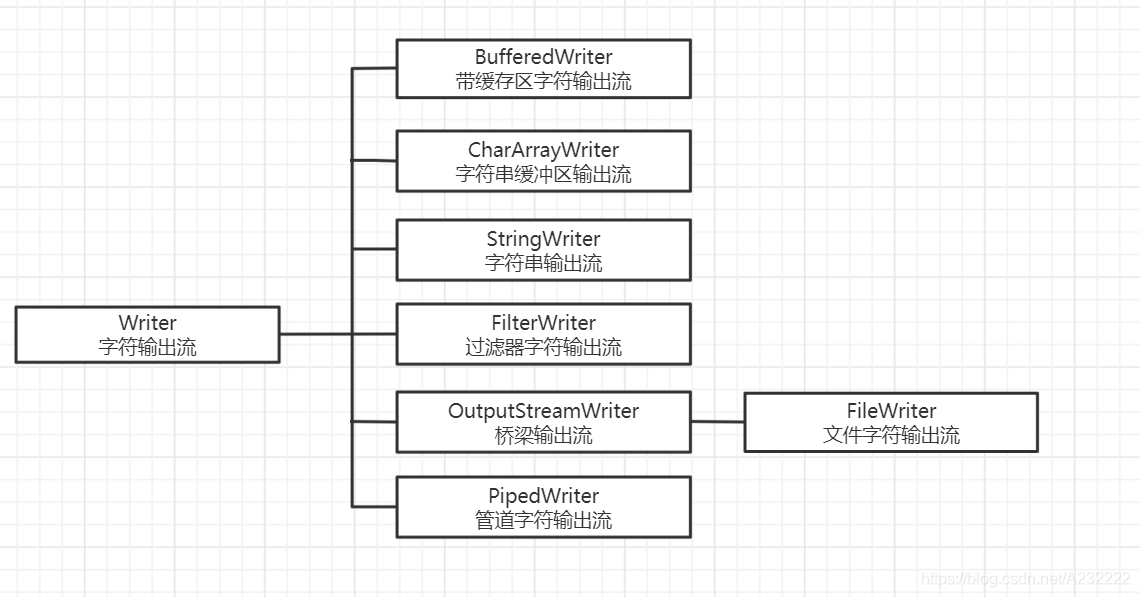 BufferedWriter
带缓存区字符输出流
CharArrayWriter
字符串缓冲区输出流
StringWriter
字符串输出流
Writer
字符输出流
FilterWriter
过滤器字符输出流
OutputStreamWriter
桥梁输出流
FileWriter
文件字符输出流
PipedWriter
管道字符输出流
https://blog.csdn.net/A232222